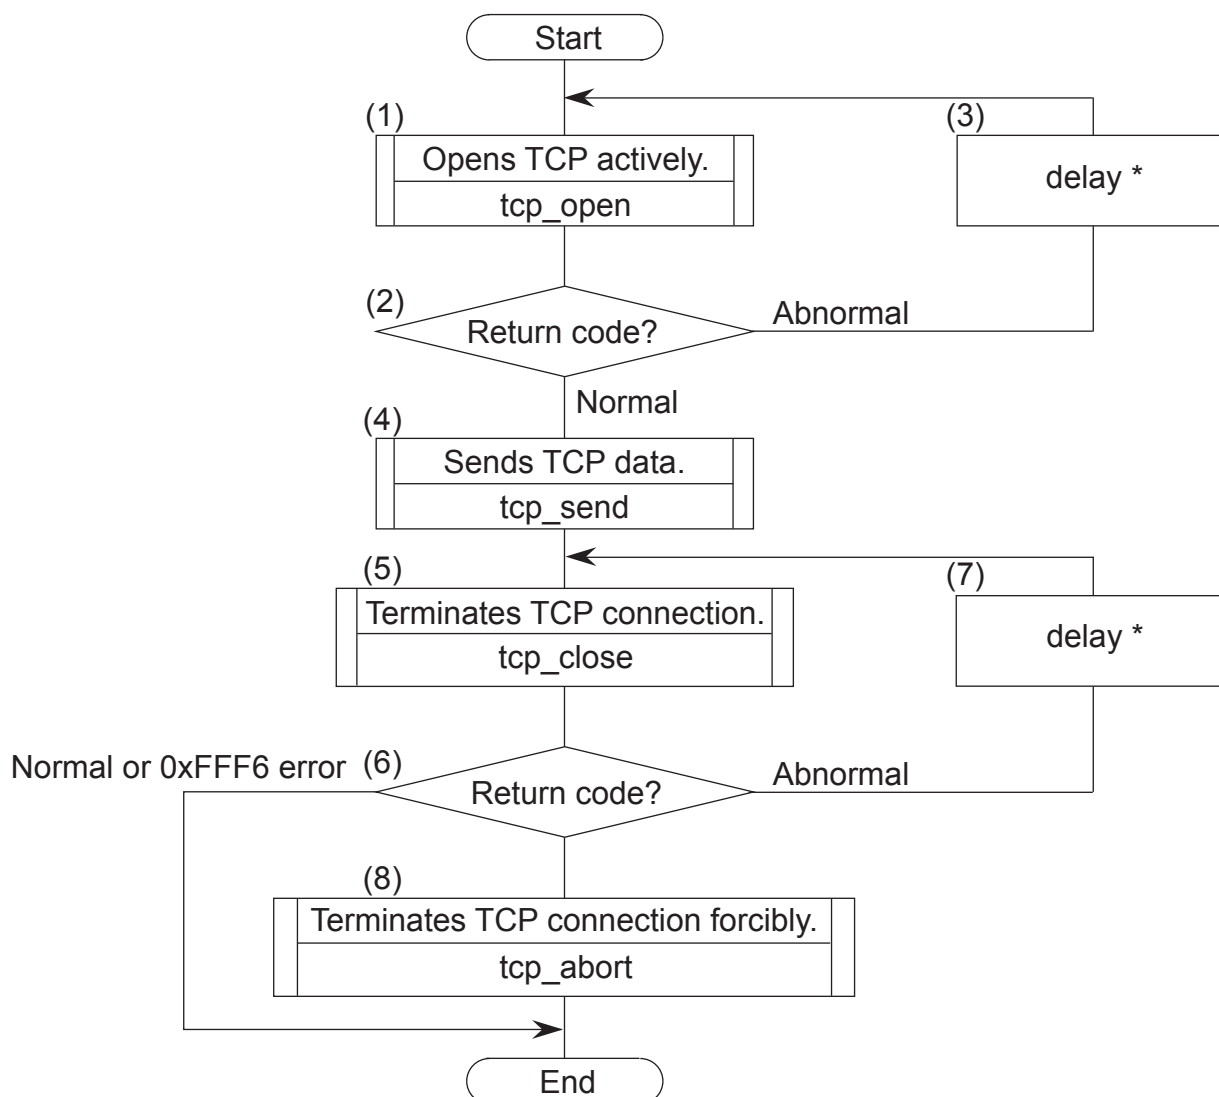 Start
(1)
(3)
Opens TCP actively.
delay *
tcp_open
(2)
Abnormal
Return code?
Normal
(4)
Sends TCP data.
tcp_send
(5)
(7)
Terminates TCP connection.
delay *
tcp_close
Normal or 0xFFF6 error
(6)
Abnormal
Return code?
(8)
Terminates TCP connection forcibly.
tcp_abort
End